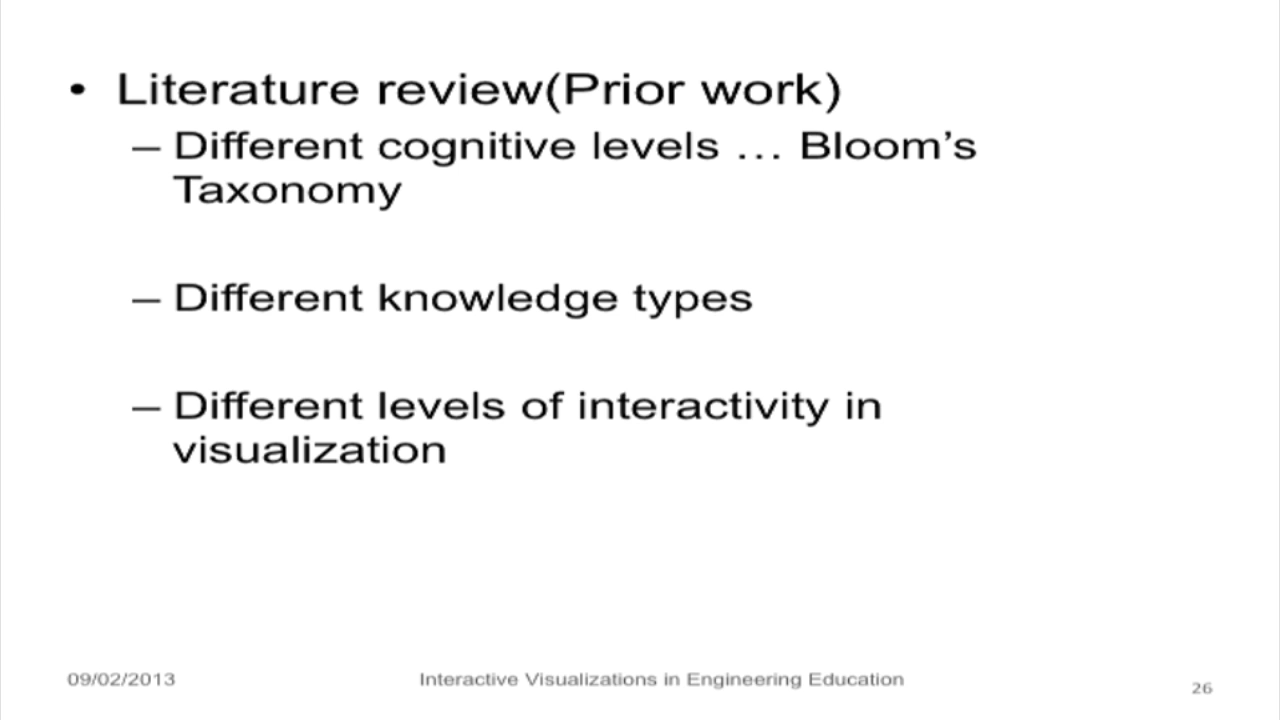 • Literature review(Prior work)
– Different cognitive levels … Bloom’s
Taxonomy
– Different knowledge types
– Different levels of interactivity in
visualization
09/02/2013 Interactive Visualizations in Engineering Education 26